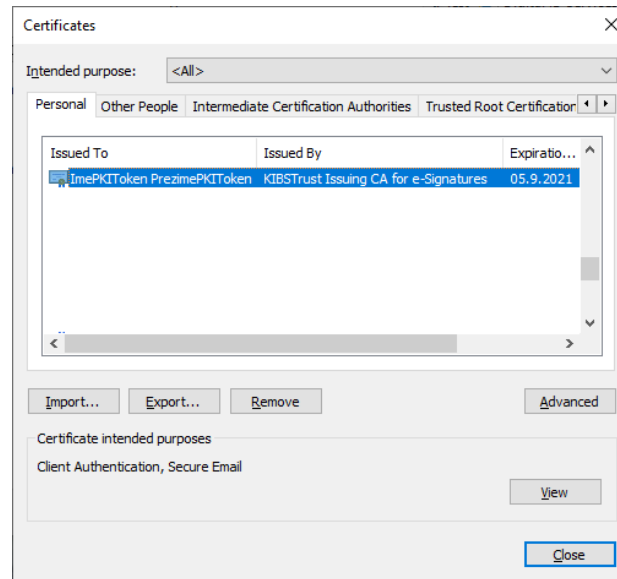 Certificates
Intended purpose: <All>
Personal Other People Intermediate Certification Authorities Trusted Root Certification
Issued To Issued By Expiratio...
ImePKIToken PrezimePKIToken KIBSTrust Issuing CA for e-Signatures 05.9.2021
Import... Export... Remove Advanced
Certificate intended purposes
Client Authentication, Secure Email
View
Close